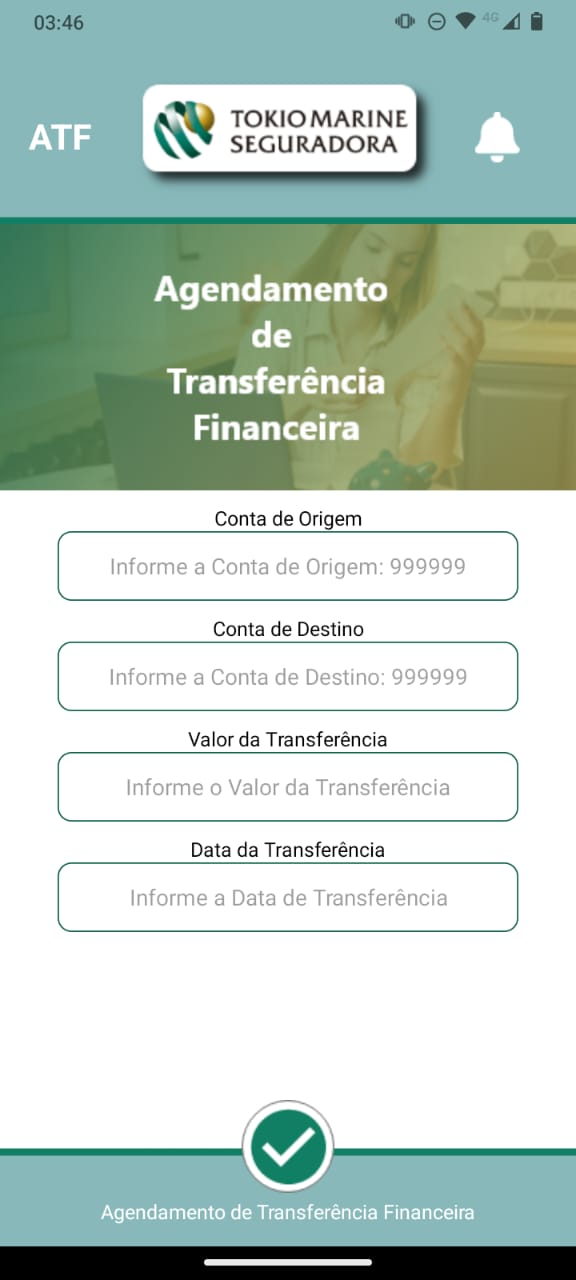 03:46
4G
ATF
TOKIO MARINE
SEGURADORA
Agendamento
de
Transferência
Financeira
Conta de Origem
Informe a Conta de Origem: 999999
Conta de Destino
Informe a Conta de Destino: 999999
Valor da Transferência
Informe o Valor da Transferência
Data da Transferência
Informe a Data de Transferência
Agendamento de Transferência Financeira